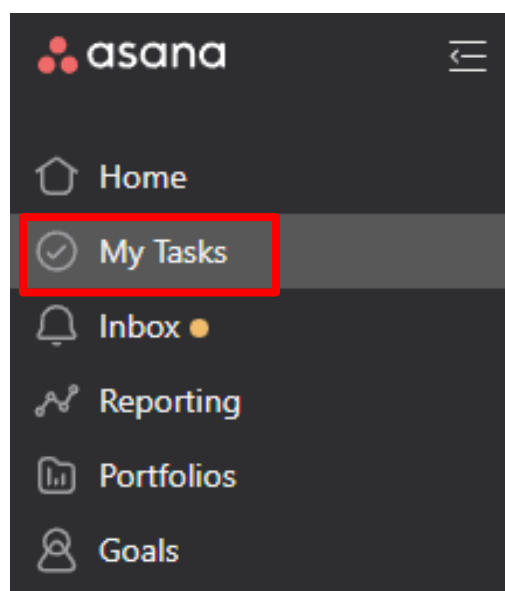 asana
Home
My Tasks
Inbox
Reporting
Portfolios
Goals